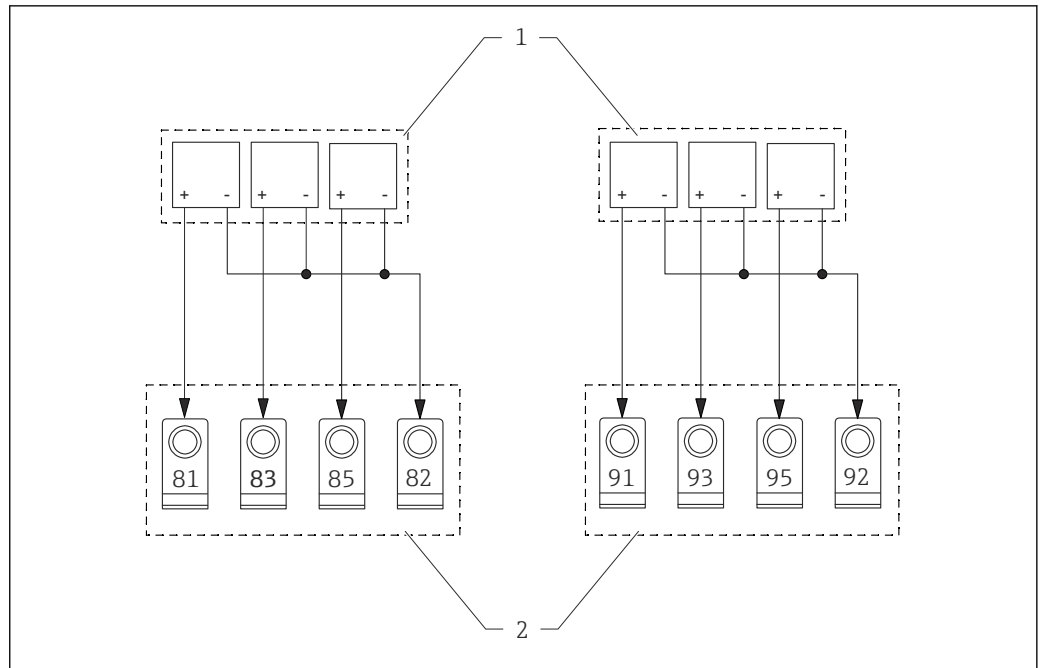 1
+ - + - + - + - + - + -
81 83 85 82 91 93 95 92
2